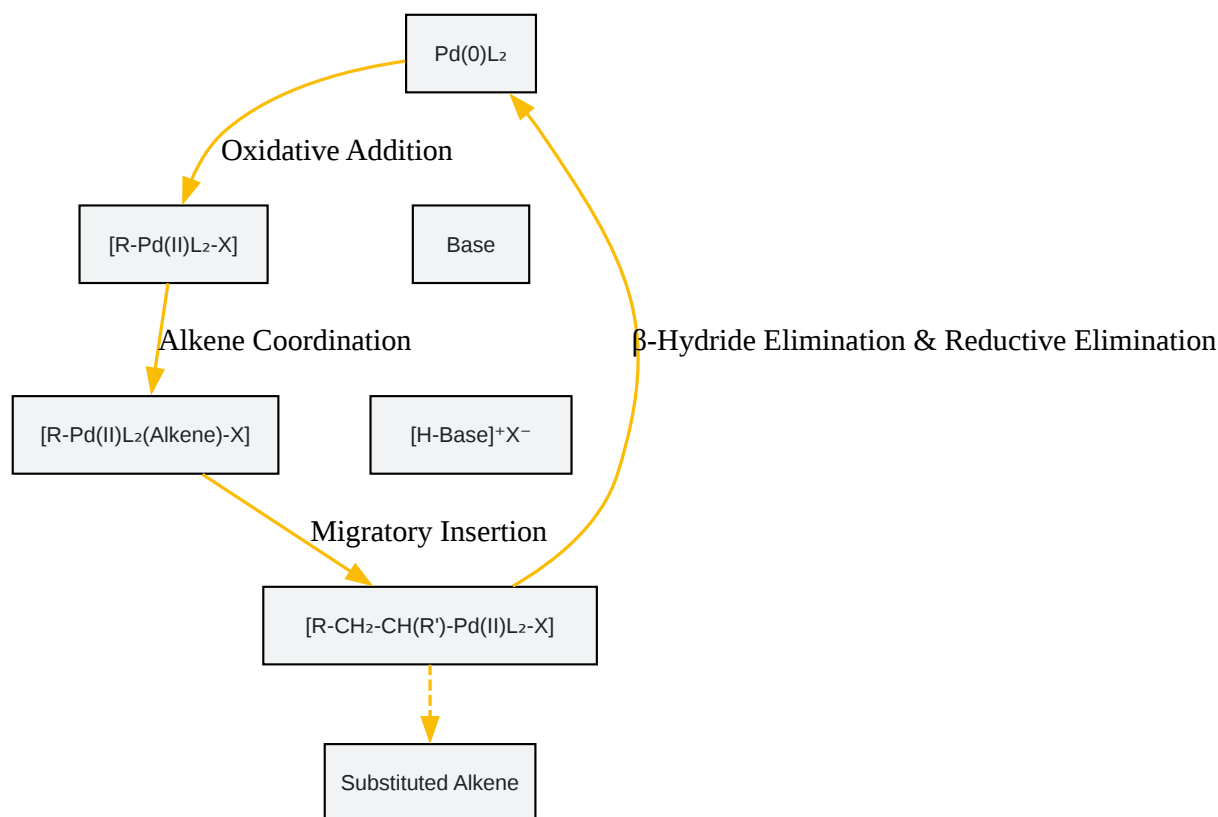 Pd(0)L₂
Oxidative Addition
[R-Pd(II)L₂-X]
Base
Alkene Coordination
β-Hydride Elimination & Reductive Elimination
[R-Pd(II)L₂(Alkene)-X]
[H-Base]⁺X⁻
Migratory Insertion
[R-CH₂-CH(R')-Pd(II)L₂-X]
Substituted Alkene